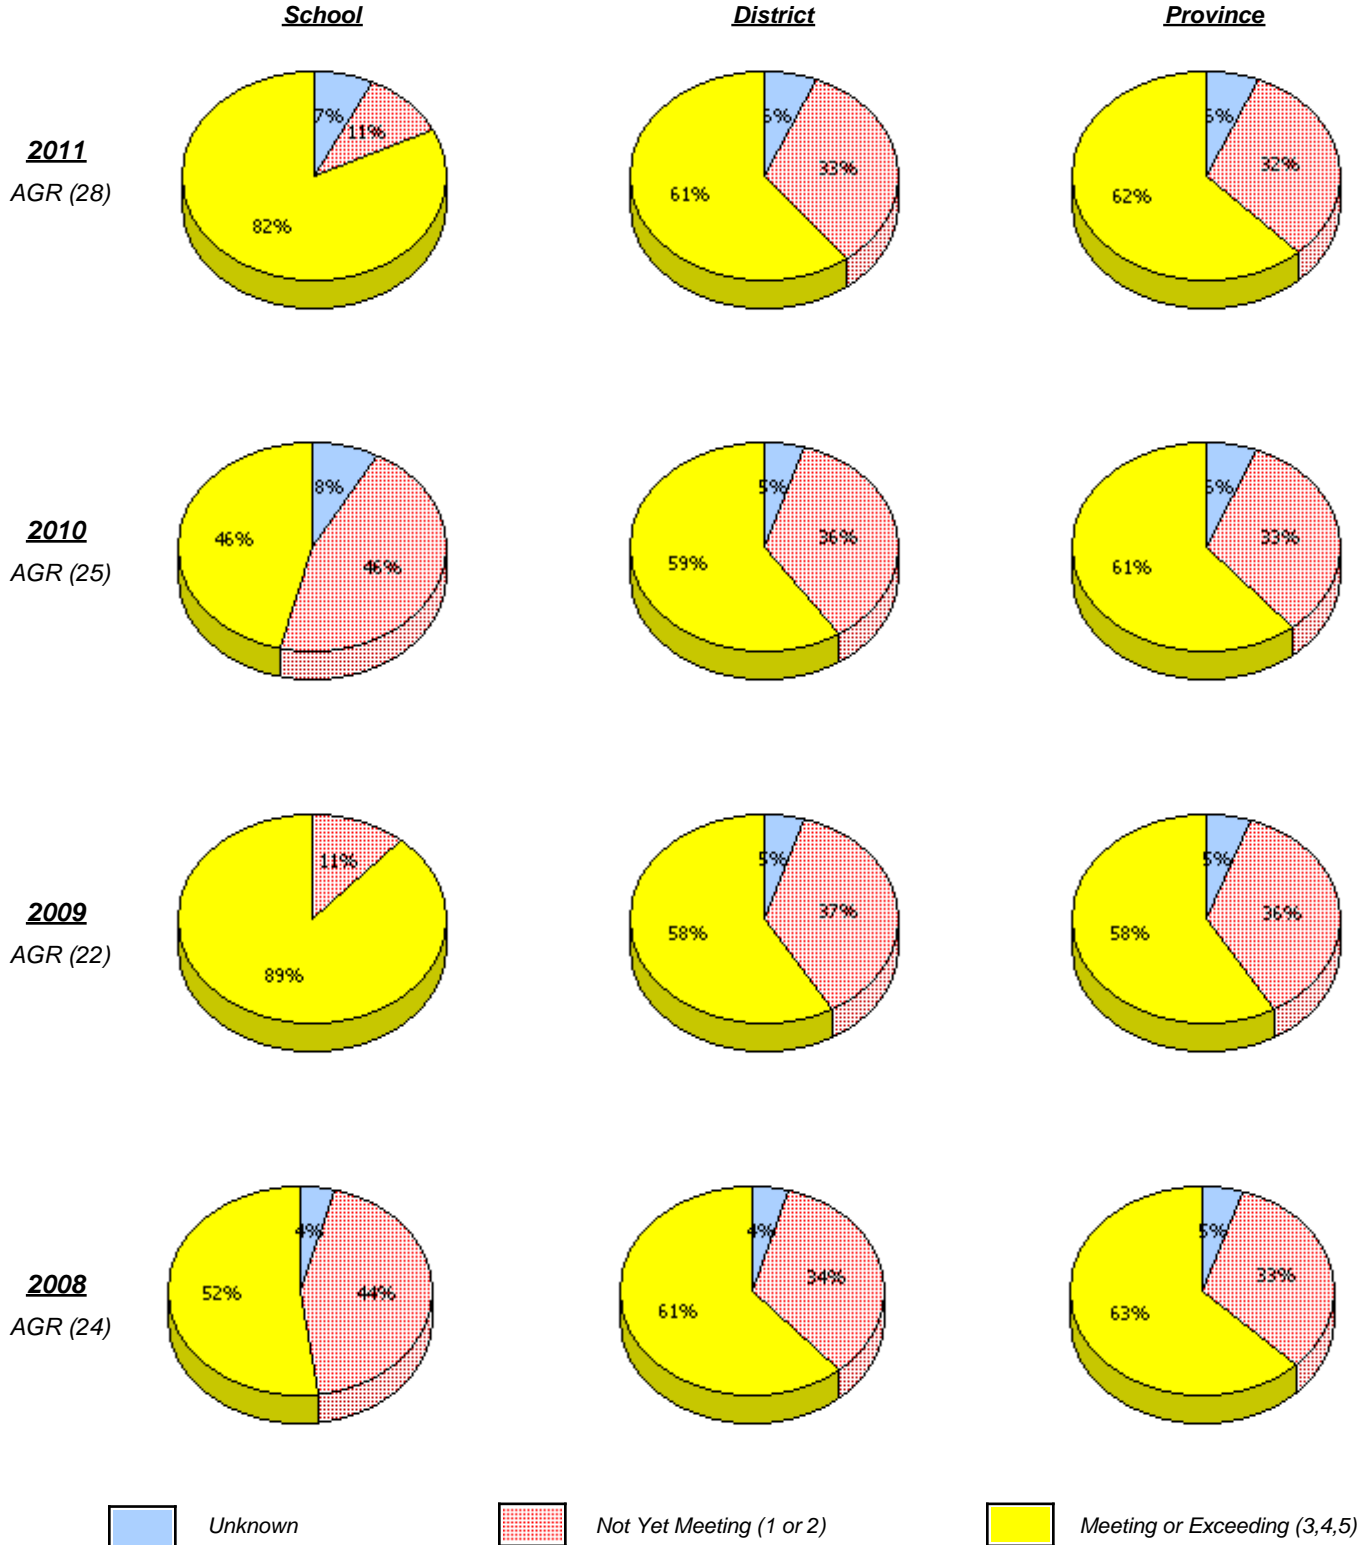 School District Province
2011
AGR (28)
7% 11% 82%
6% 33% 61%
6% 32% 62%
2010
AGR (25)
8% 46% 46%
5% 36% 59%
6% 33% 61%
2009
AGR (22)
11% 89%
5% 37% 58%
5% 36% 58%
2008
AGR (24)
4% 44% 52%
4% 34% 61%
5% 33% 63%
Unknown
Not Yet Meeting (1 or 2)
Meeting or Exceeding (3,4,5)